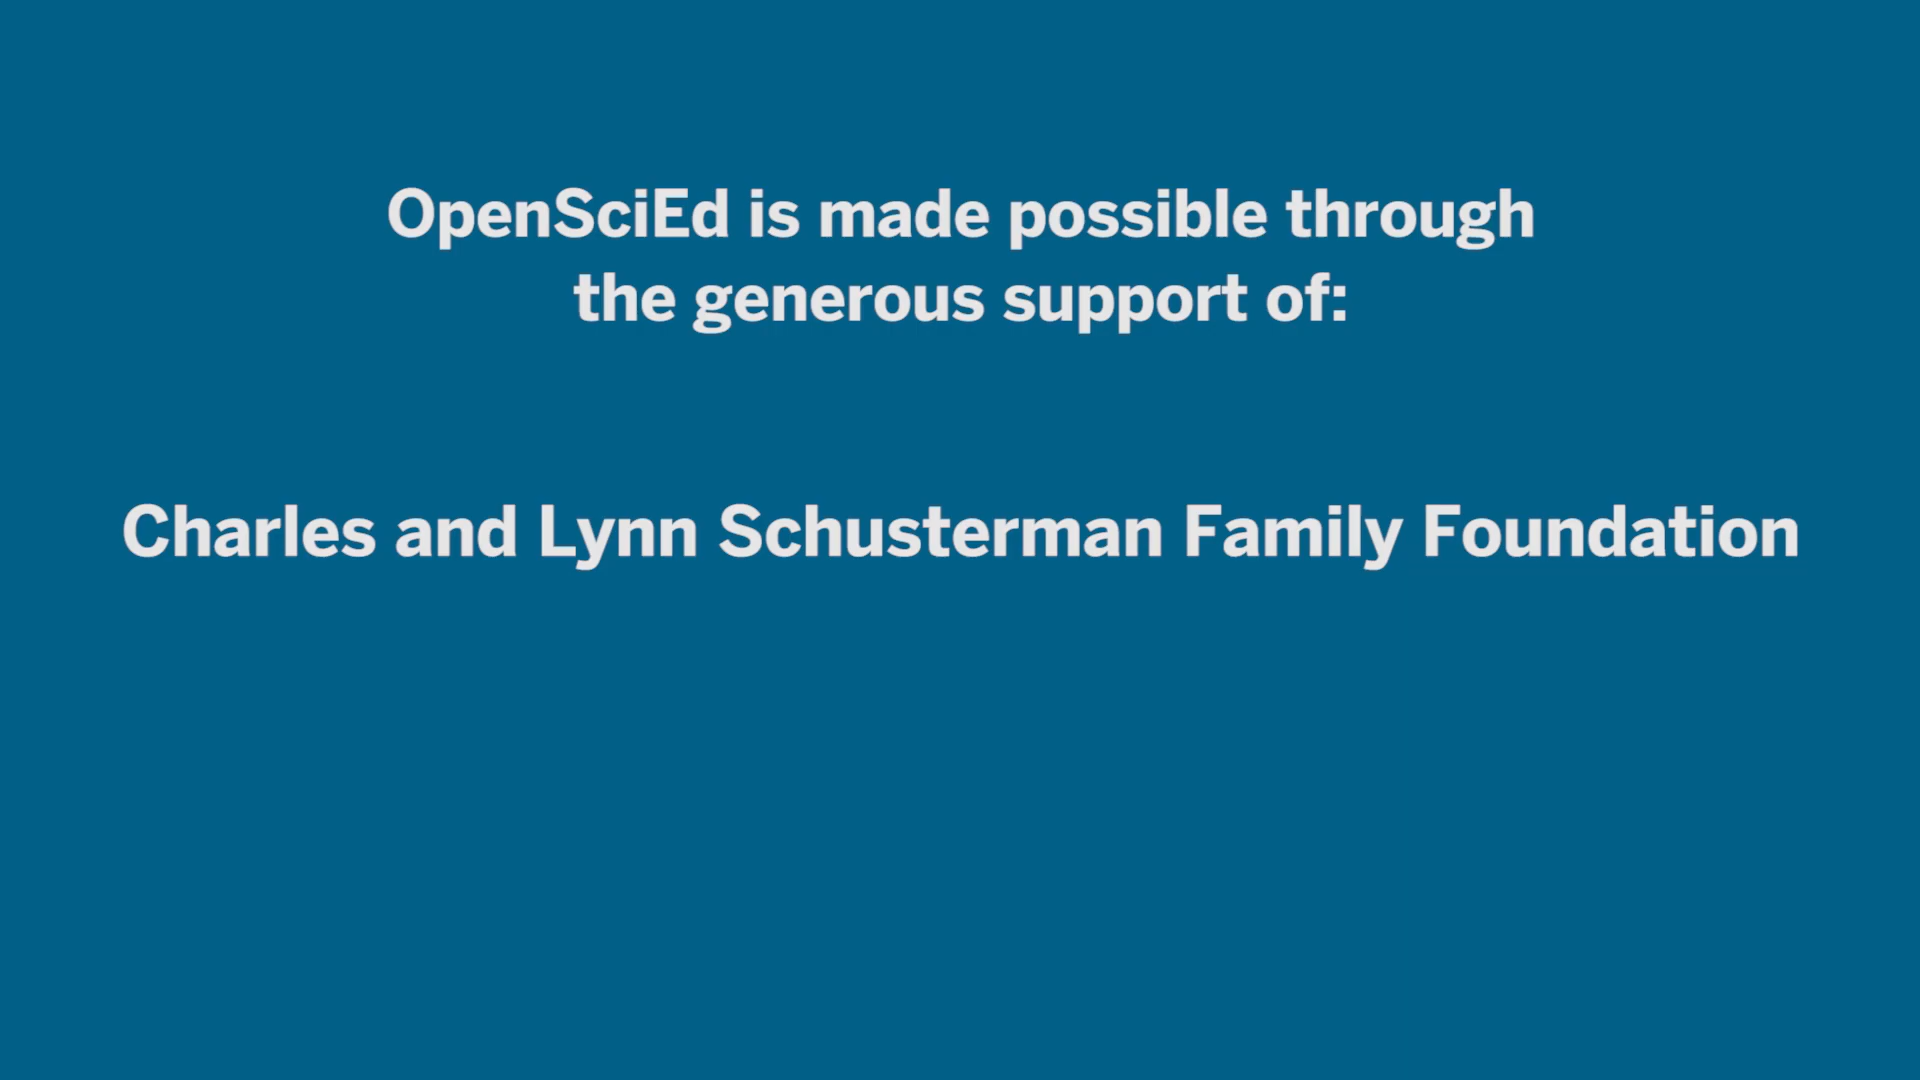 OpenSciEd is made possible through
the generous support of:
Charles and Lynn Schusterman Family Foundation